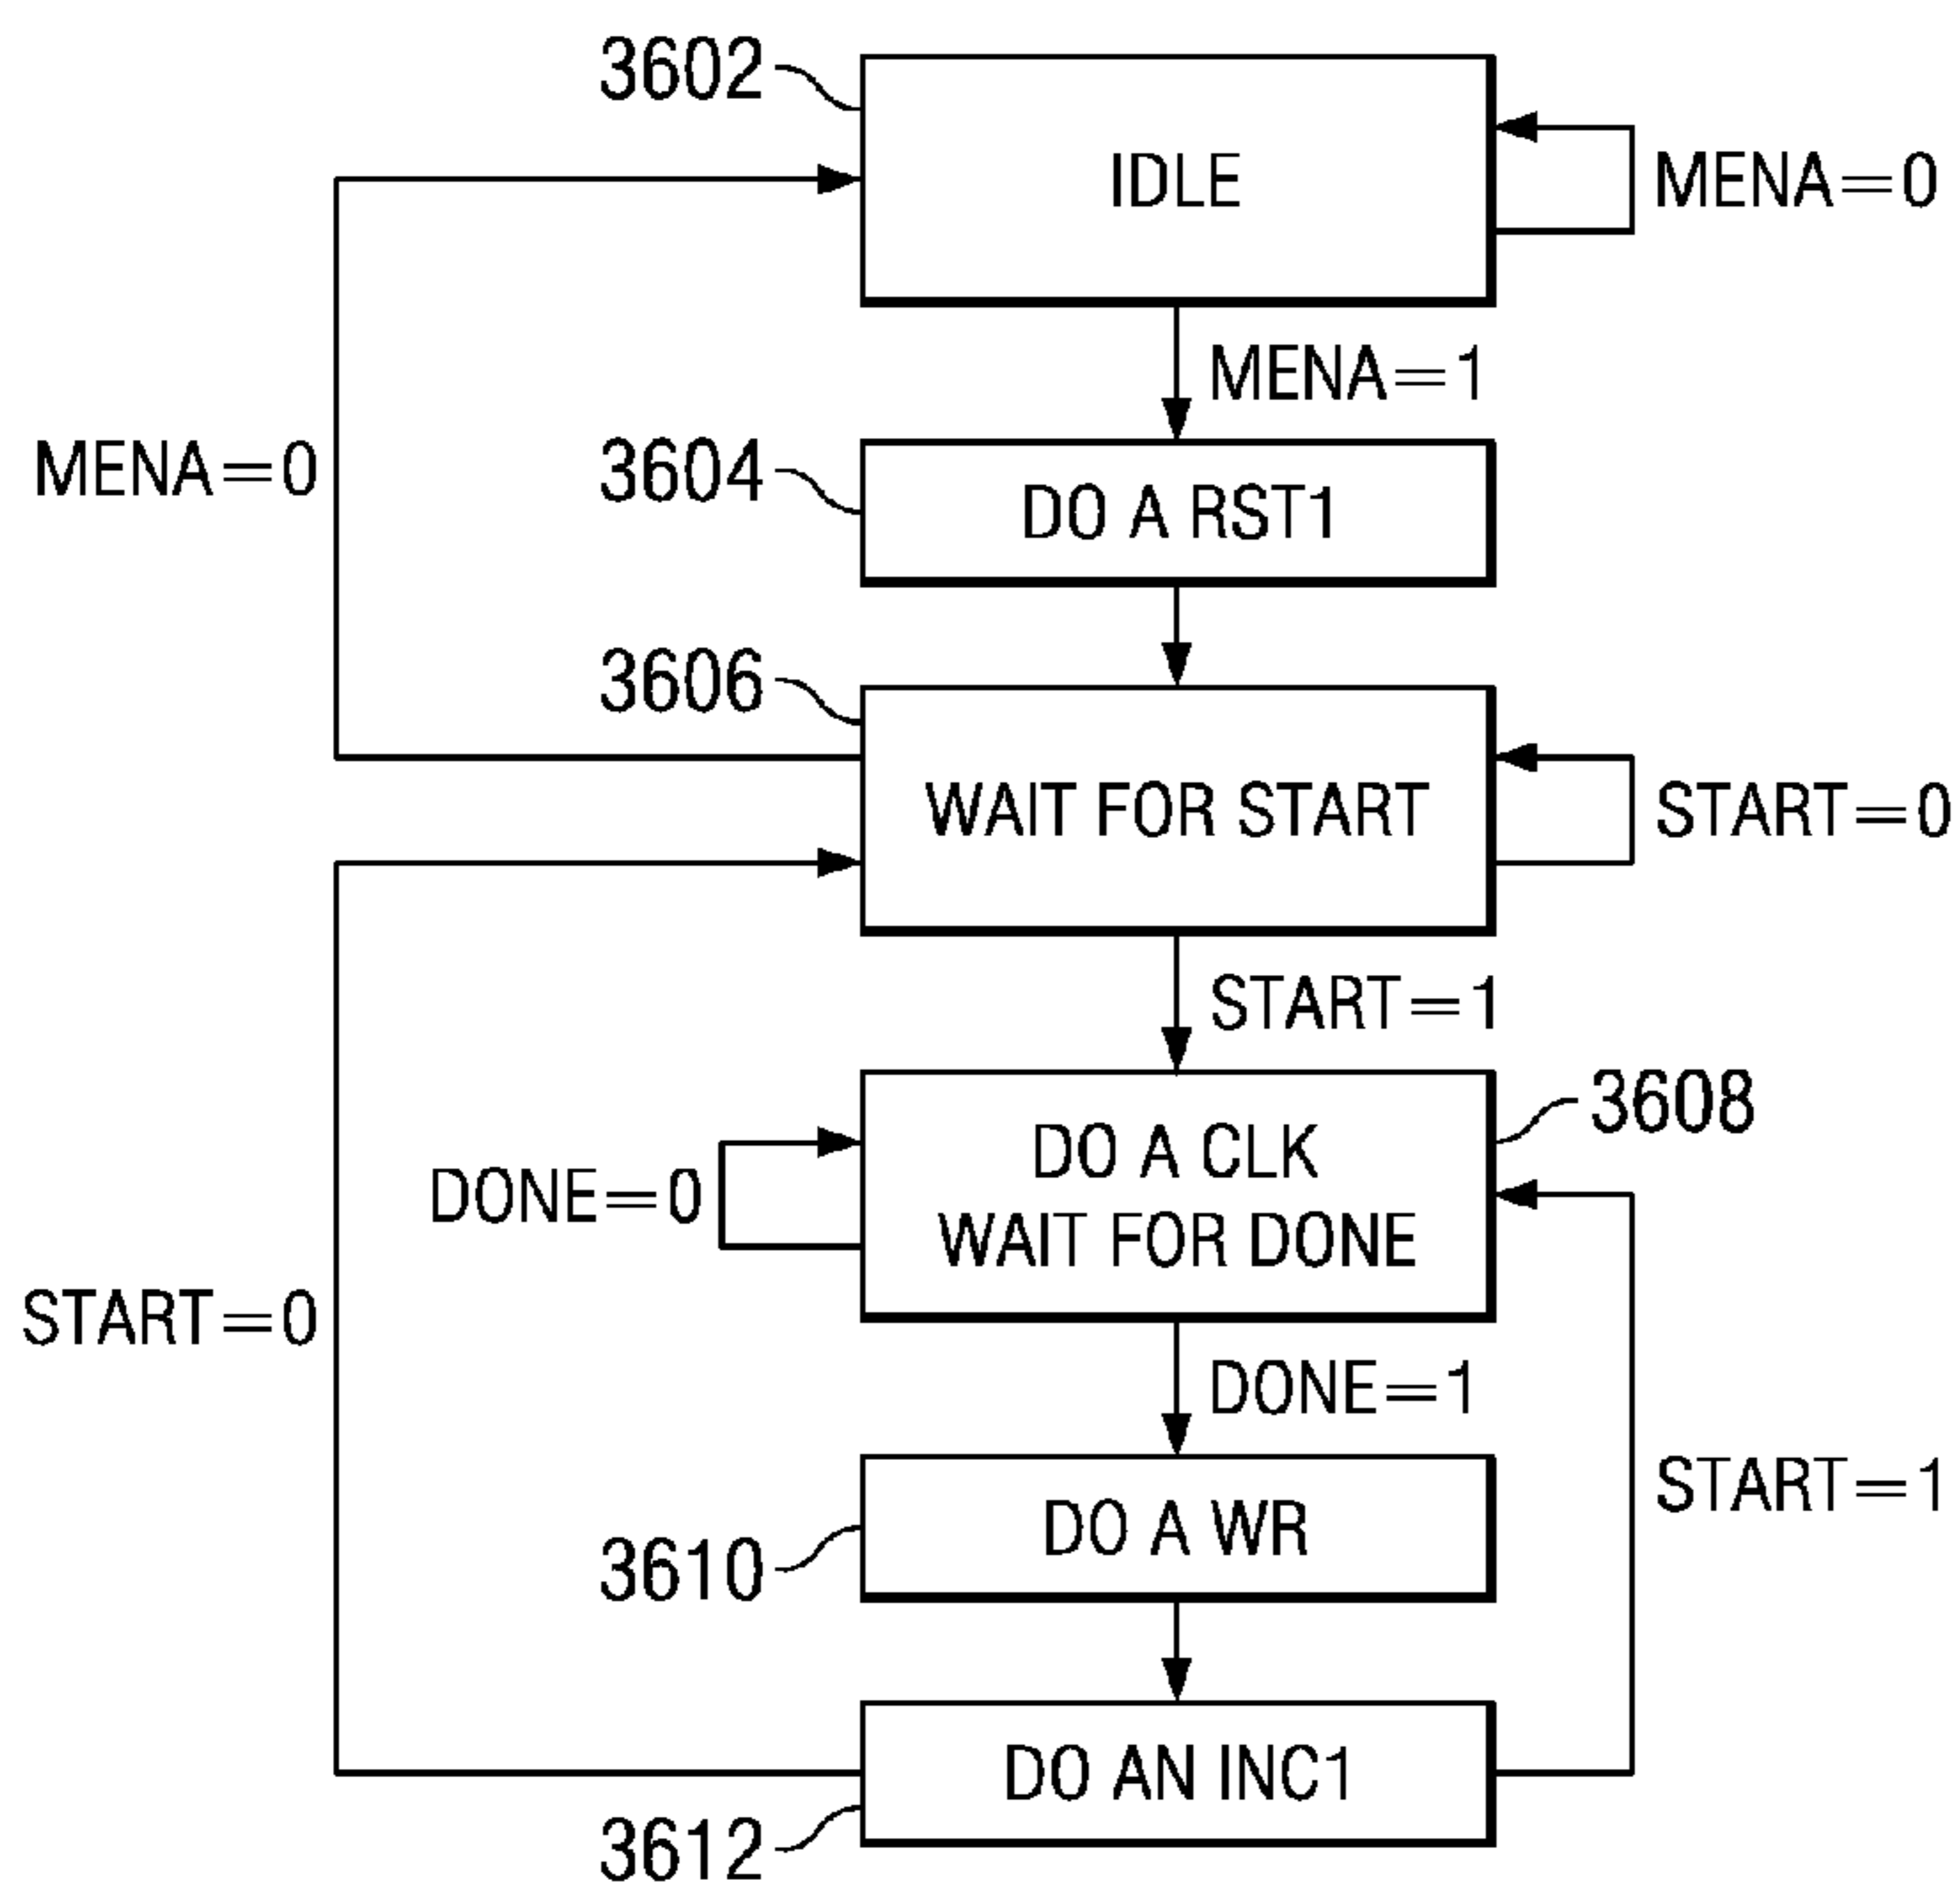 3602
IDLE
MENA=0
MENA=1
MENA=0
3604
DO A RST1
3606
WAIT FOR START
START=0
START=1
3608
DO A CLK
WAIT FOR DONE
DONE=0
START=0
DONE=1
START=1
DO A WR
3610
DO AN INC1
3612